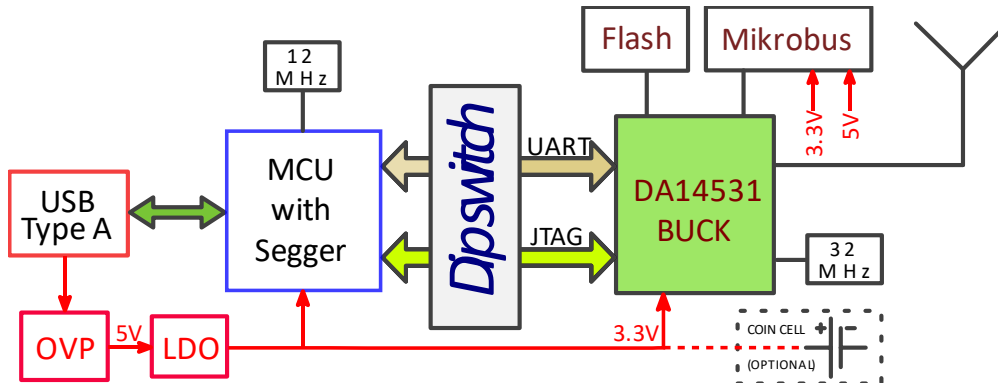 Flash
Mikrobus
12
MHz
3.3V
5V
Dipswitch
UART
MCU
with
Segger
DA14531
BUCK
USB
Type A
JTAG
32
MHz
OVP
5V
LDO
3.3V
COIN CELL
+ -
(OPTIONAL)